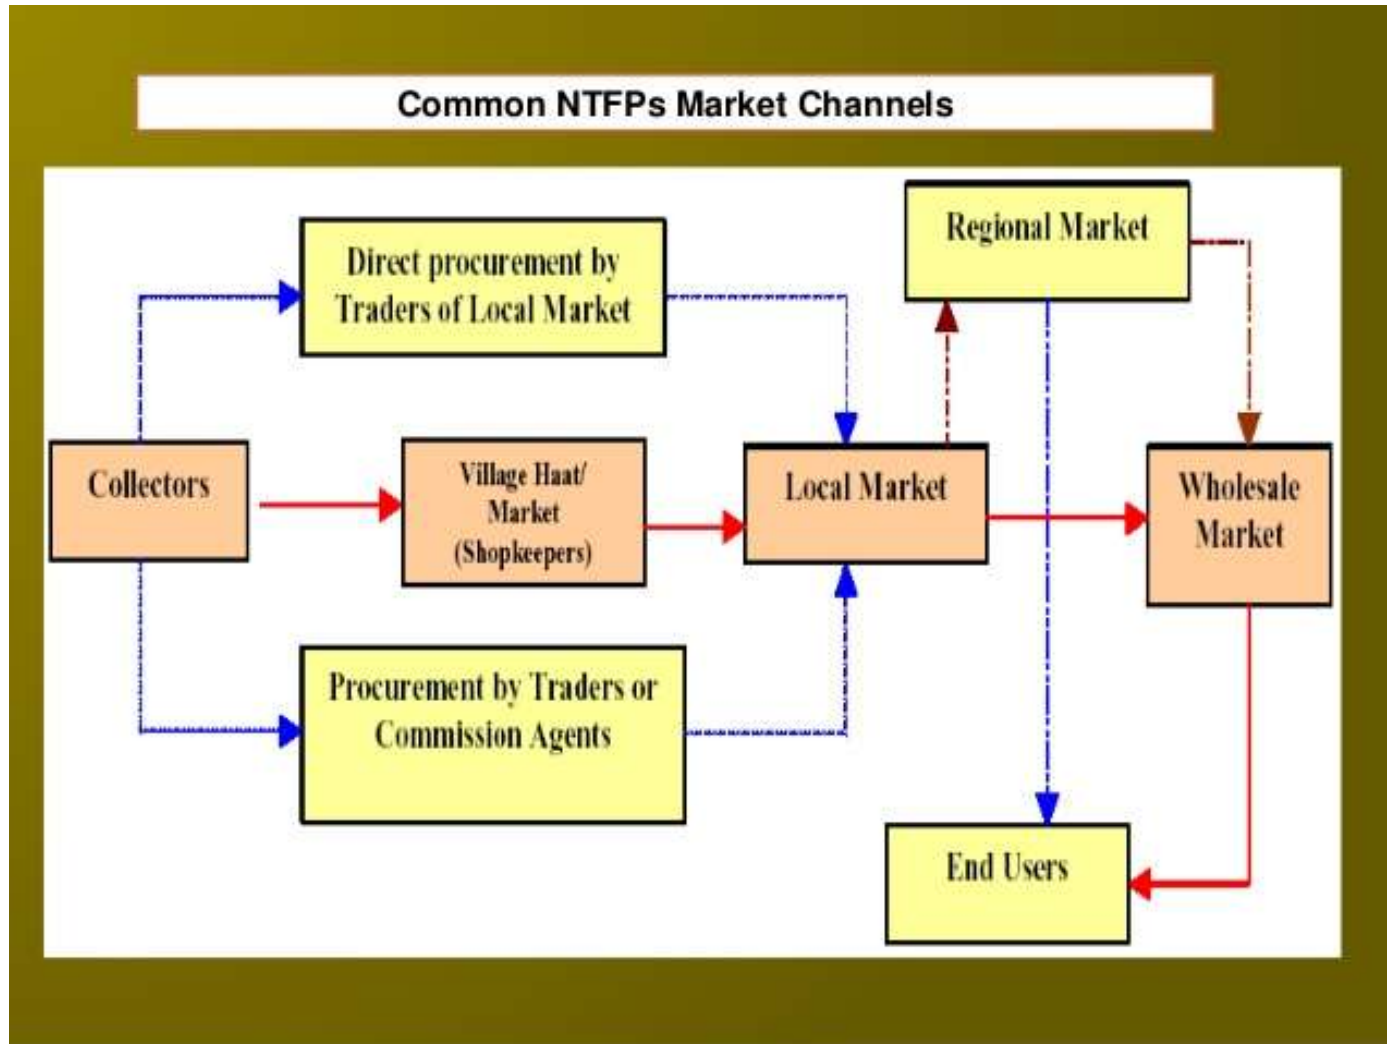 Common NTFPs Market Channels
Regional Market
Direct procurement by
Traders of Local Market
Collectors
Village Haat/
Market
(Shopkeepers)
Local Market
Wholesale
Market
Procurement by Traders or
Commission Agents
End Users